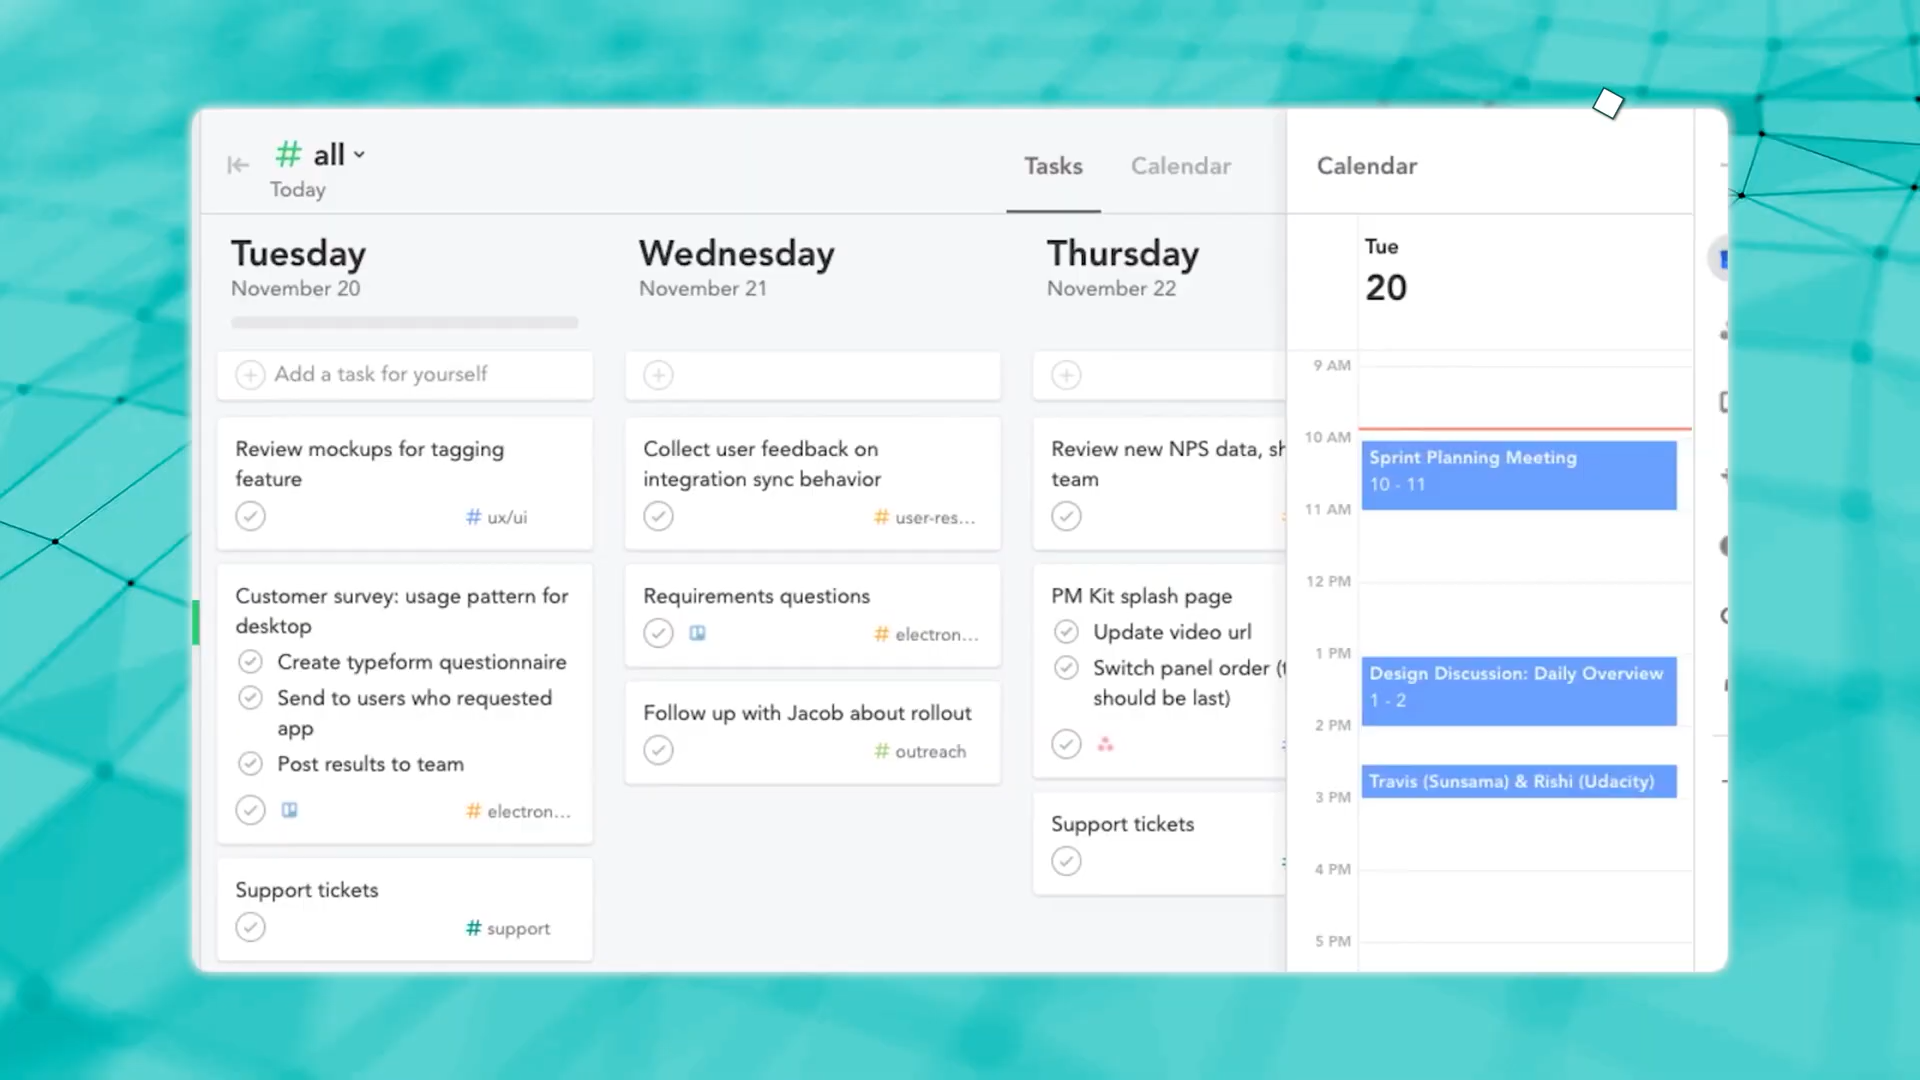 # all
Today
Tasks
Calendar
Calendar
Tuesday
November 20
Add a task for yourself
Review mockups for tagging
feature
# ux/ui
Customer survey: usage pattern for
desktop
Create typeform questionnaire
Send to users who requested
app
Post results to team
# electron...
Support tickets
# support
Wednesday
November 21
Collect user feedback on
integration sync behavior
# user-res...
Requirements questions
# electron...
Follow up with Jacob about rollout
# outreach
Thursday
November 22
Review new NPS data,
team
PM Kit splash page
Update video url
Switch panel order
should be last)
Support tickets
Tue
20
9 AM
10 AM
Sprint Planning Meeting
10 - 11
11 AM
12 PM
1 PM
Design Discussion: Daily Overview
1 - 2
2 PM
Travis (Sunsama) & Rishi (Udacity)
3 PM
4 PM
5 PM